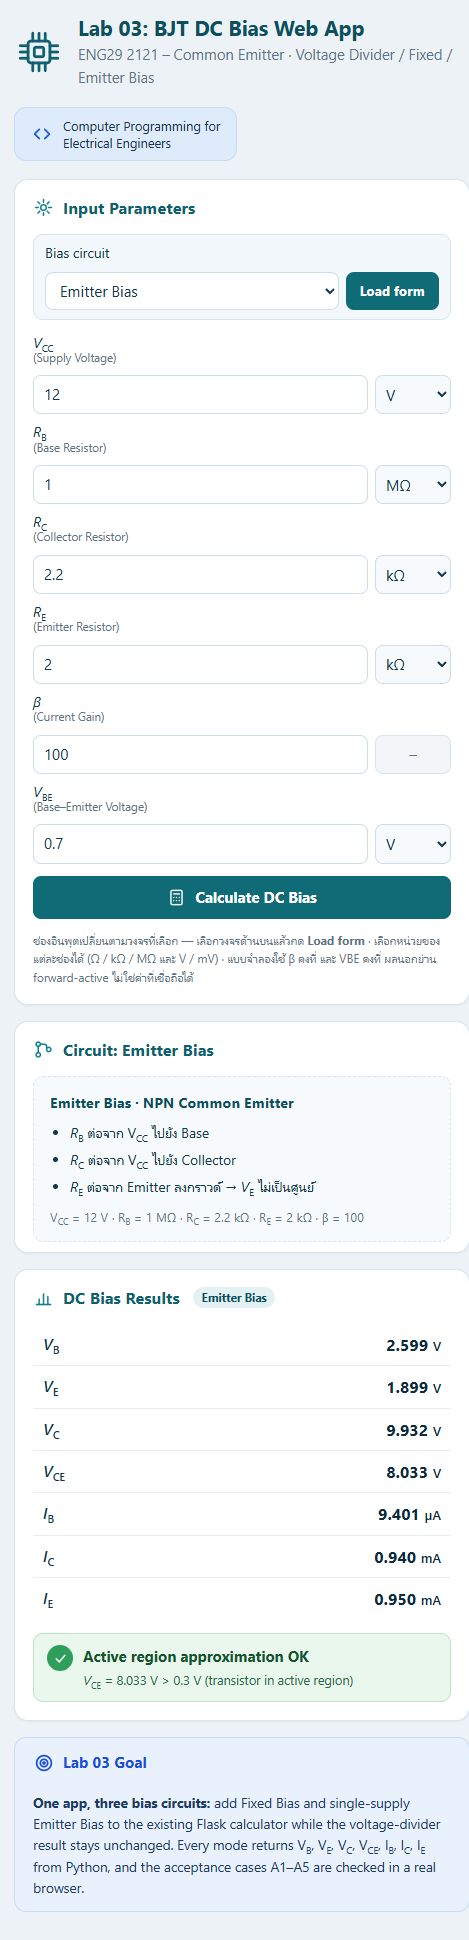 Lab 03: BJT DC Bias Web App
ENG29 2121 – Common Emitter · Voltage Divider / Fixed /
Emitter Bias
Computer Programming for
Electrical Engineers
Input Parameters
Bias circuit
Emitter Bias
Load form
VCC
(Supply Voltage)
12
V
RB
(Base Resistor)
1
MΩ
RC
(Collector Resistor)
2.2
kΩ
RE
(Emitter Resistor)
2
kΩ
β
(Current Gain)
100
–
VBE
(Base–Emitter Voltage)
0.7
V
Calculate DC Bias
ช่องอินพุตเปลี่ยนตามวงจรที่เลือก — เลือกวงจรด้านบนแล้วกด Load form · เลือกหน่วยของ
แต่ละช่องได้ (Ω / kΩ / MΩ และ V / mV) · แบบจำลองใช้ β คงที่ และ VBE คงที่ ผลนอกย่าน
forward-active ไม่ใช่ค่าที่เชื่อถือได้
Circuit: Emitter Bias
Emitter Bias · NPN Common Emitter
• RB ต่อจาก VCC ไปยัง Base
• RC ต่อจาก VCC ไปยัง Collector
• RE ต่อจาก Emitter ลงกราวด์ → VE ไม่เป็นศูนย์
VCC = 12 V · RB = 1 MΩ · RC = 2.2 kΩ · RE = 2 kΩ · β = 100
DC Bias Results
Emitter Bias
VB 2.599 V
VE 1.899 V
VC 9.932 V
VCE 8.033 V
IB 9.401 μA
IC 0.940 mA
IE 0.950 mA
Active region approximation OK
VCE = 8.033 V > 0.3 V (transistor in active region)
Lab 03 Goal
One app, three bias circuits: add Fixed Bias and single-supply
Emitter Bias to the existing Flask calculator while the voltage-divider
result stays unchanged. Every mode returns VB, VE, VC, VCE, IB, IC, IE
from Python, and the acceptance cases A1–A5 are checked in a real
browser.